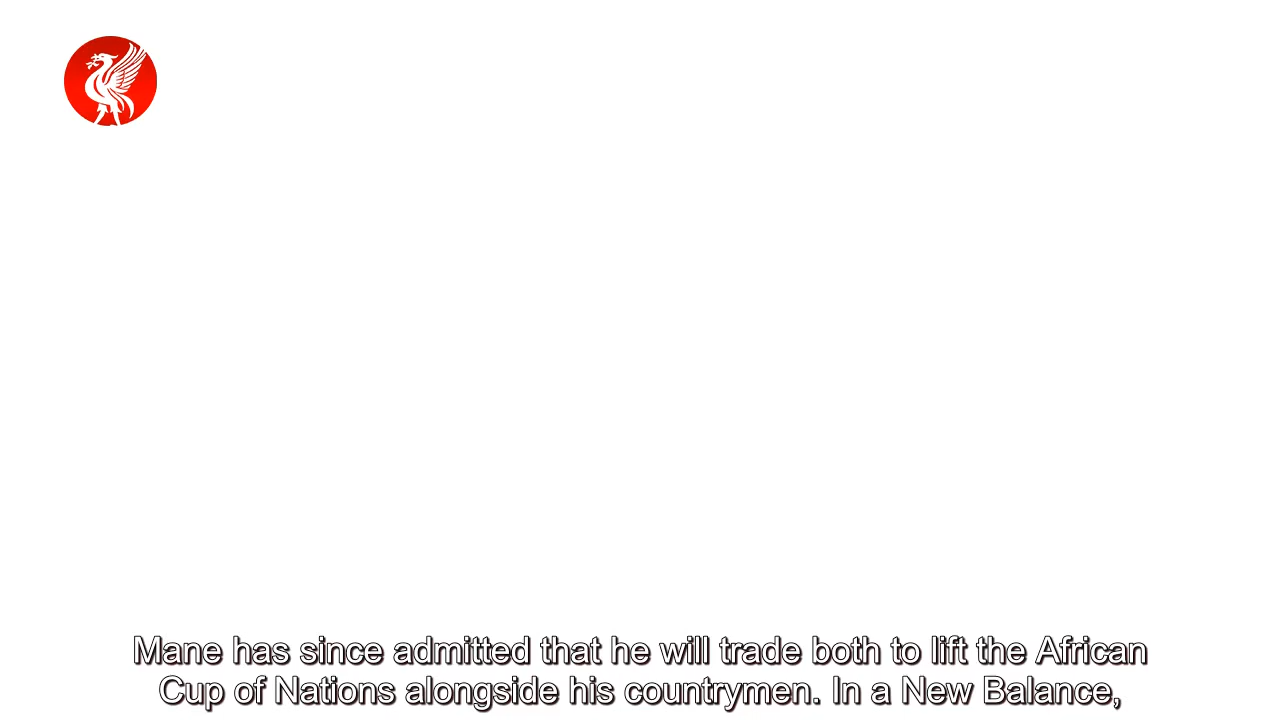 Mane has since admitted that he will trade both to lift the African
Cup of Nations alongside his countrymen. In a New Balance,